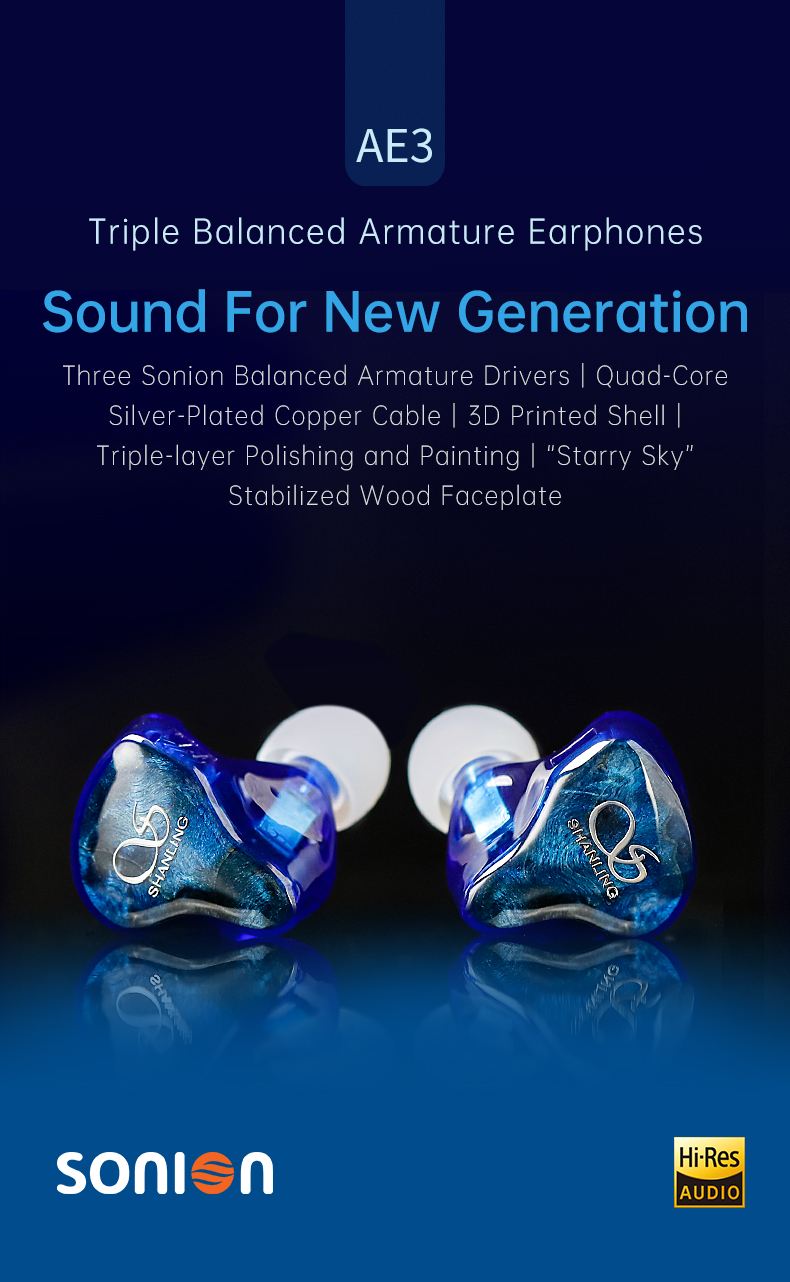 AE3
Triple Balanced Armature Earphones
Sound For New Generation
Three Sonion Balanced Armature Drivers | Quad-Core
Silver-Plated Copper Cable | 3D Printed Shell |
Triple-layer Polishing and Painting | "Starry Sky"
Stabilized Wood Faceplate
SHANLING
SHANLING
SONION
Hi-Res
AUDIO